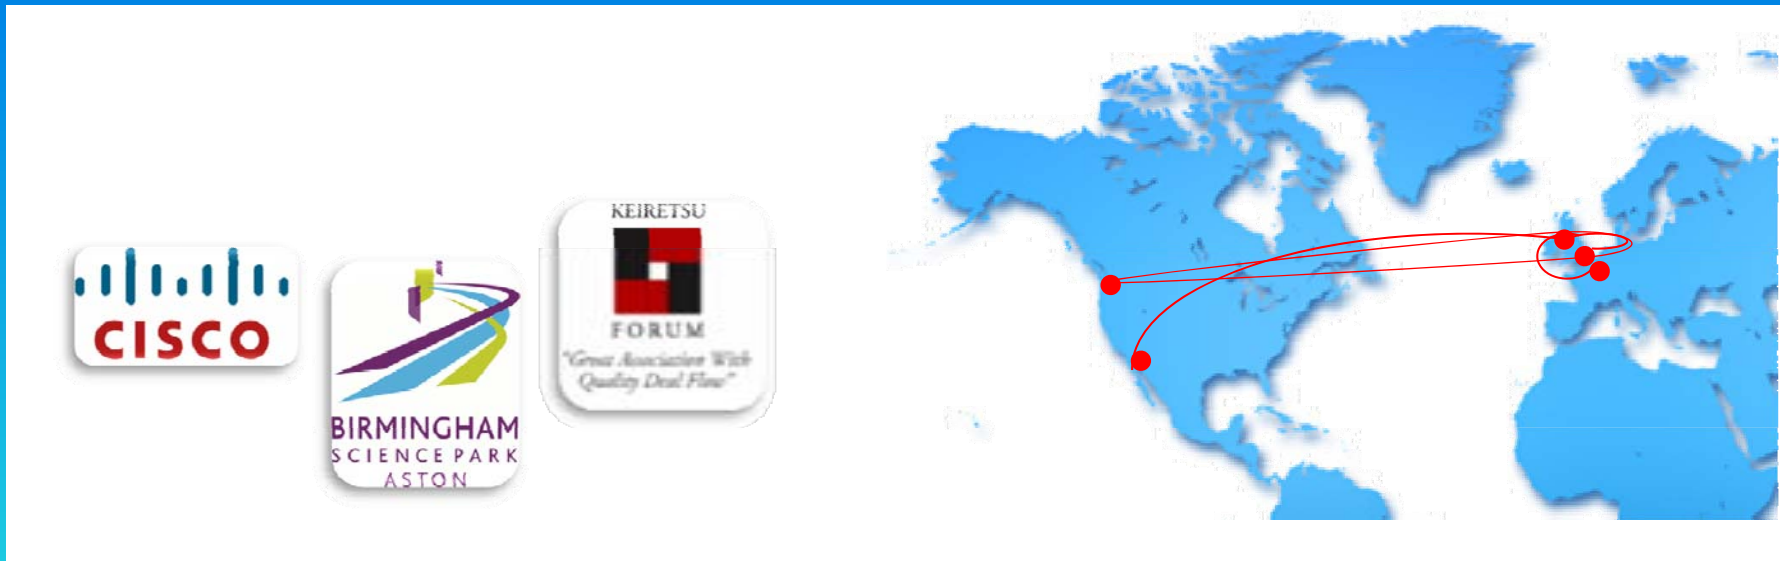 CISCO
BIRMINGHAM
SCIENCE PARK
ASTON
KEIRETSU
FORUM
"Great Association With
Quality Deal Flow"